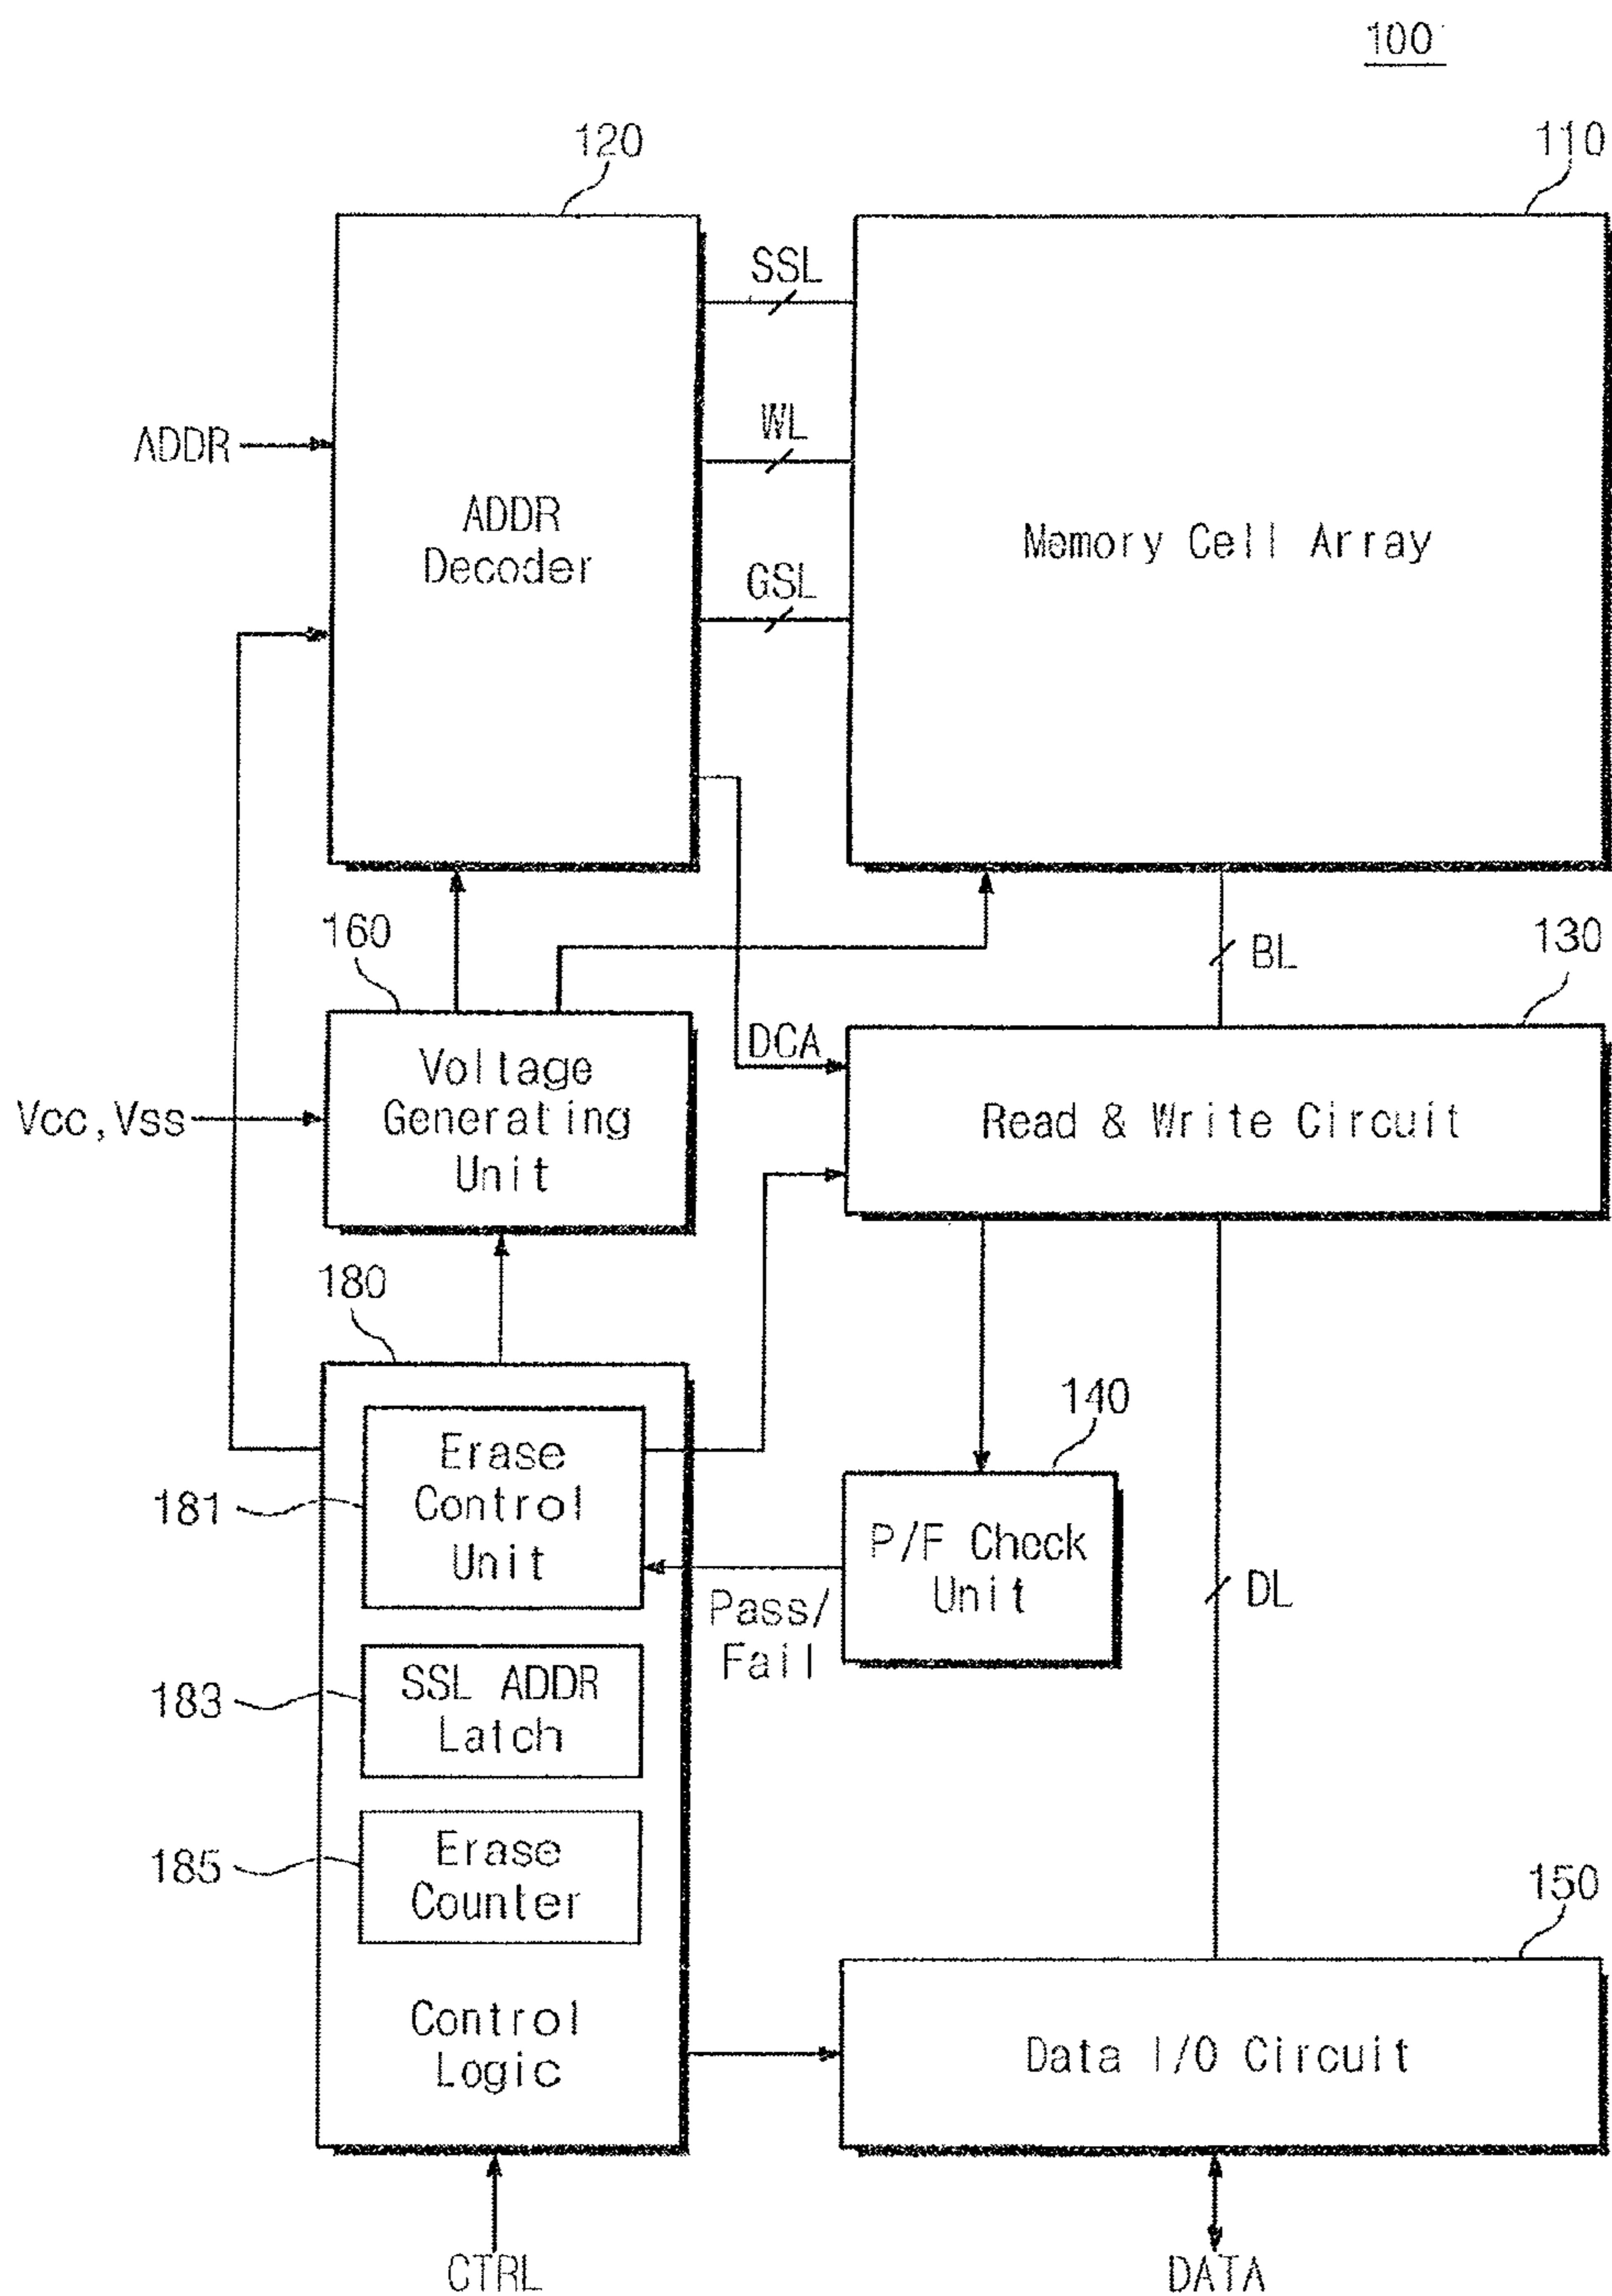 100
120
110
SSL
WL
ADDR
ADDR
Decoder
Memory Cell Array
GSL
160
BL
130
DCA
Voltage
Generating
Unit
Vcc,Vss
Read & Write Circuit
180
140
Erase
Control
Unit
181
P/F Check
Unit
DL
Pass/
Fail
SSL ADDR
Latch
183
Erase
Counter
185
150
Control
Logic
Data I/O Circuit
CTRL
DATA